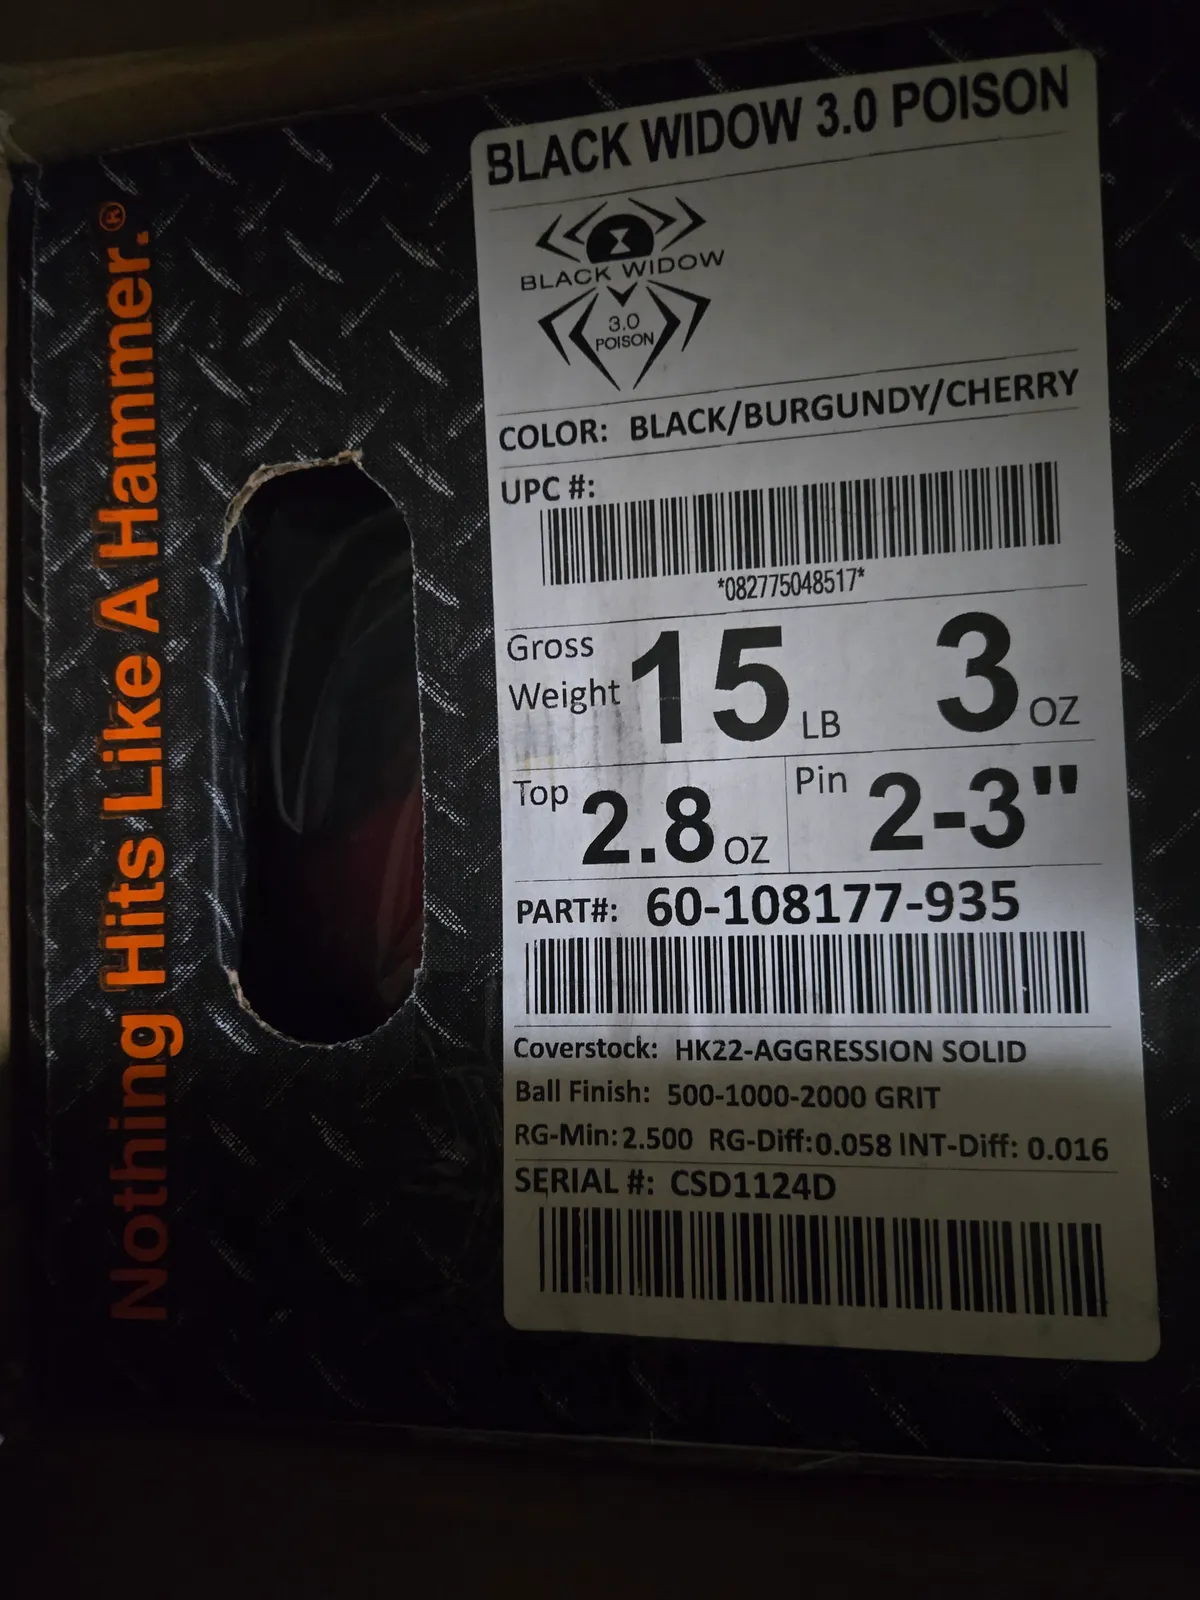 Nothing Hits Like A Hammer.®
BLACK WIDOW 3.0 POISON
BLACK WIDOW
3.0
POISON
COLOR: BLACK/BURGUNDY/CHERRY
UPC #:
*082775048517*
Gross Weight 15 LB 3 OZ
Top 2.8 OZ Pin 2-3"
PART#: 60-108177-935
Coverstock: HK22-AGGRESSION SOLID
Ball Finish: 500-1000-2000 GRIT
RG-Min:2.500 RG-Diff:0.058 INT-Diff: 0.016
SERIAL #: CSD1124D